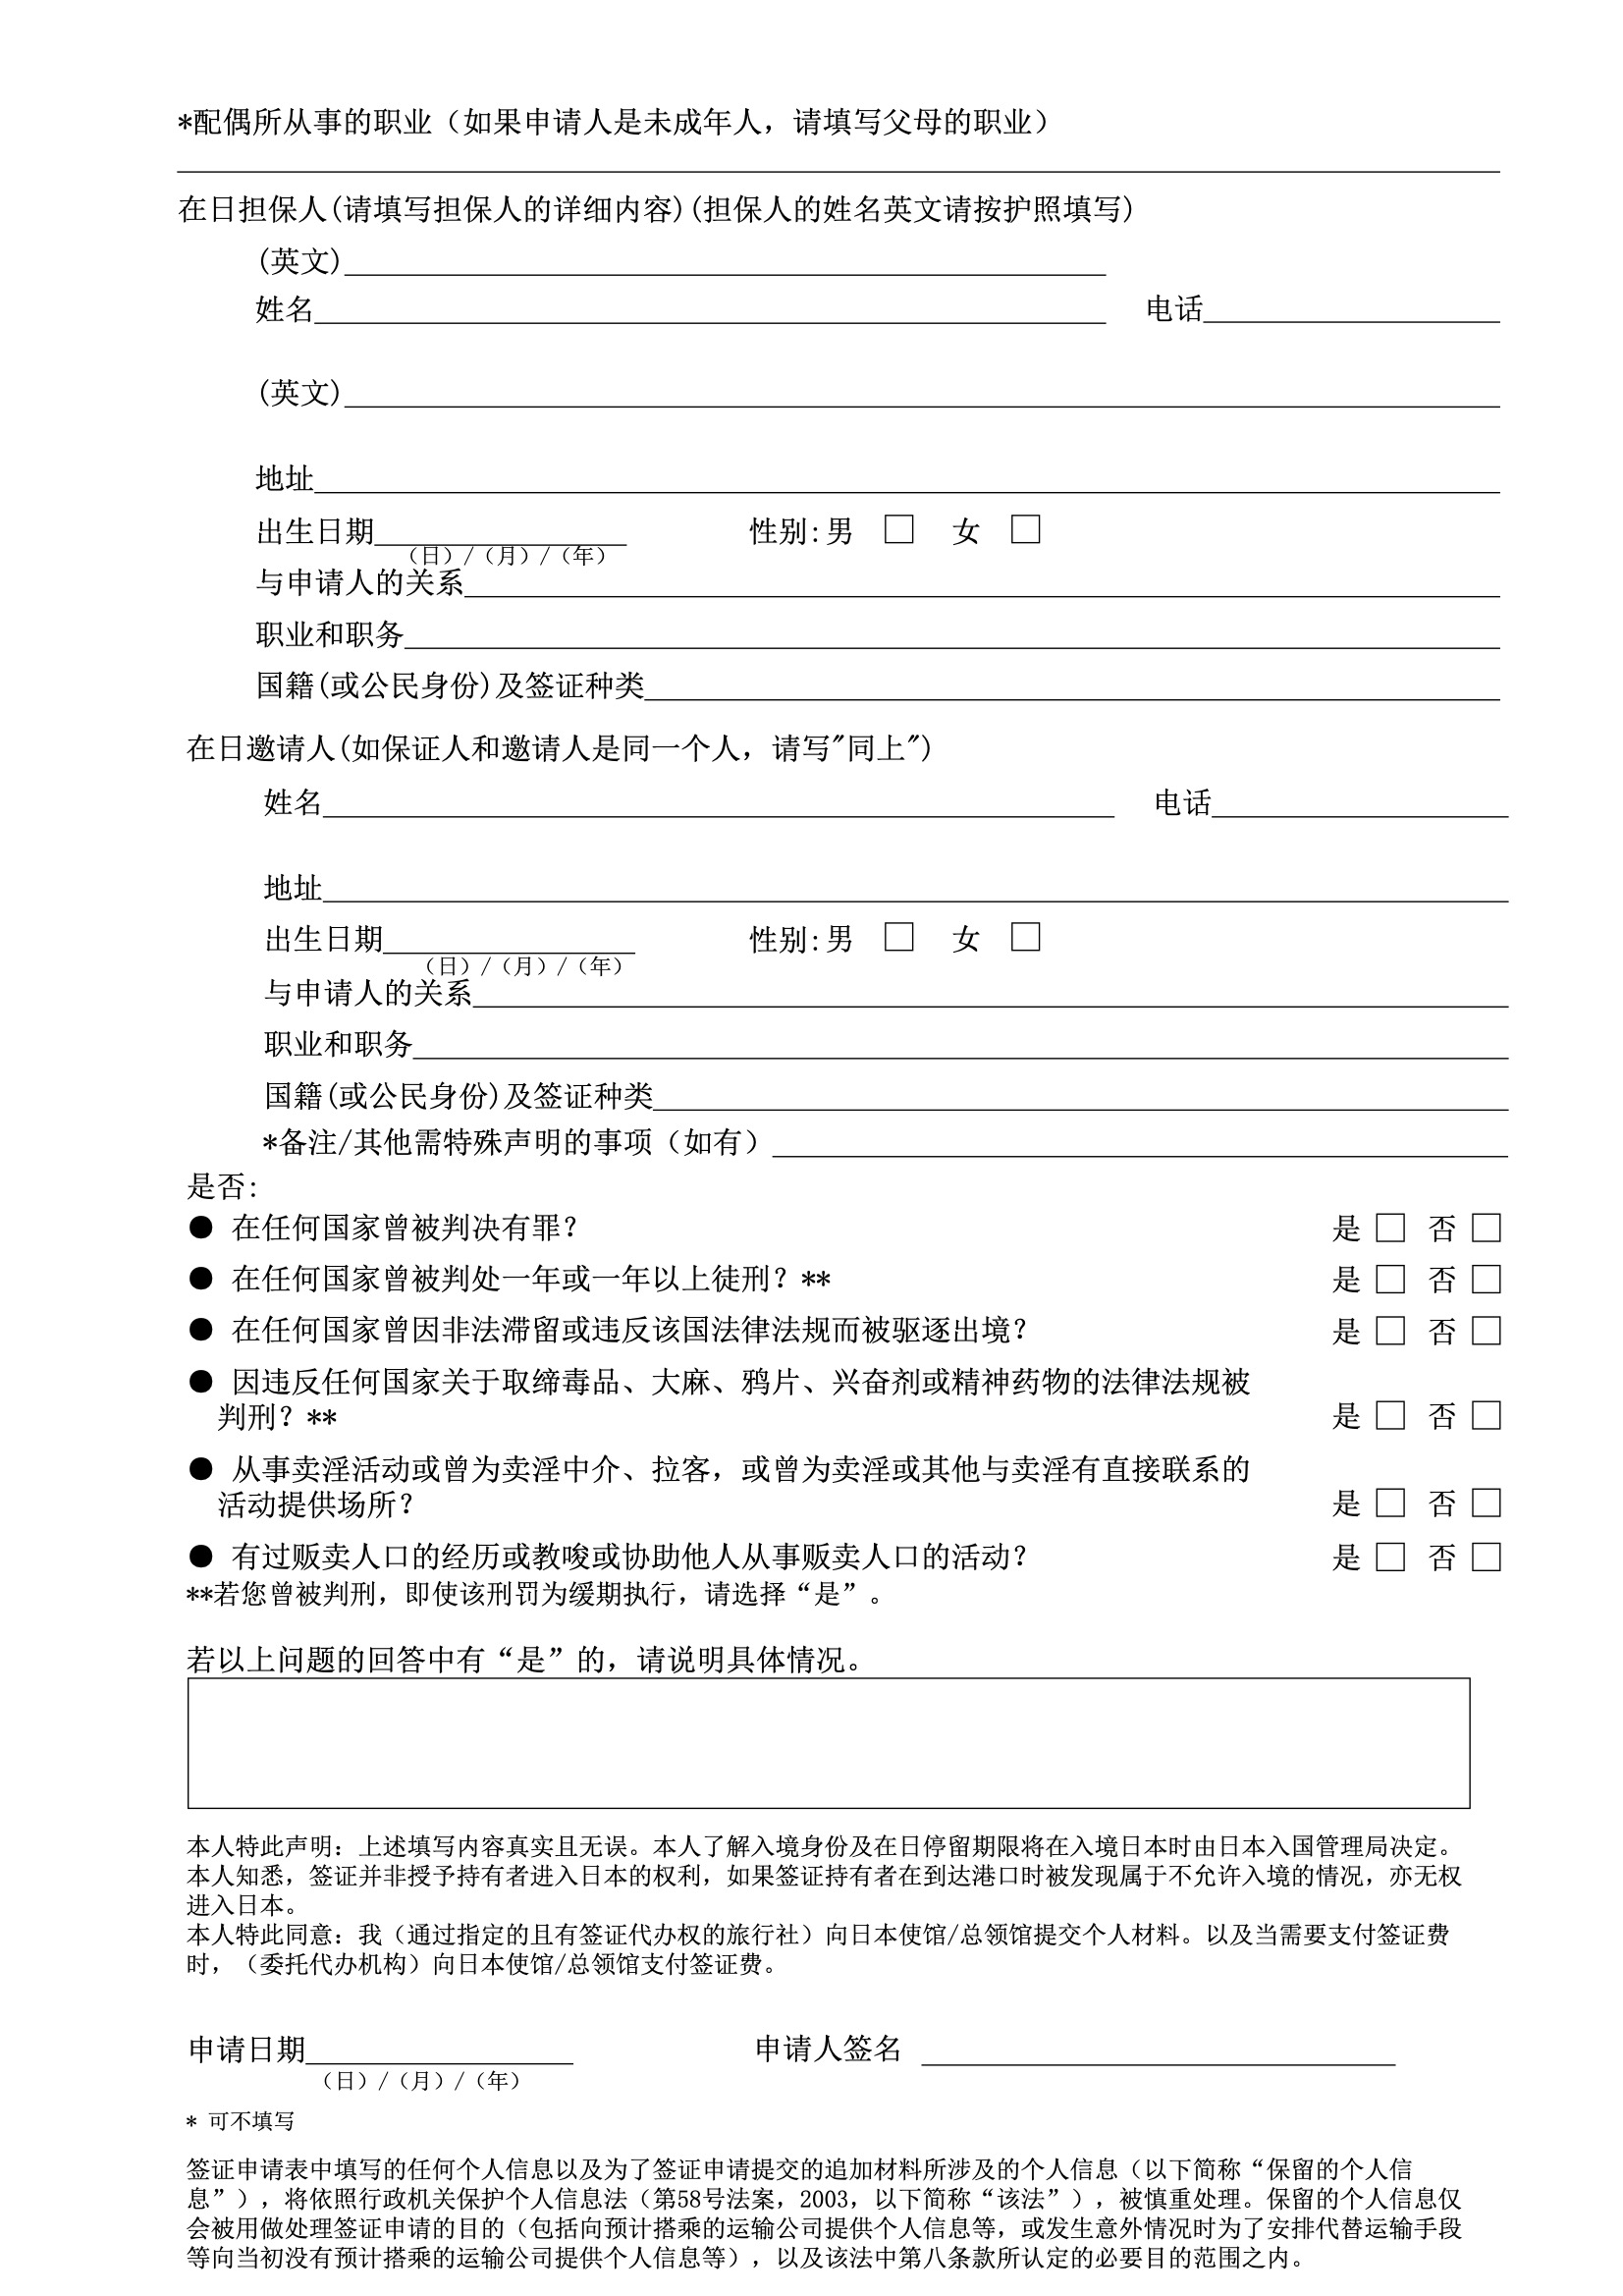 *配偶所从事的职业（如果申请人是未成年人，请填写父母的职业）
在日担保人(请填写担保人的详细内容)(担保人的姓名英文请按护照填写)
(英文)
姓名 电话
(英文)
地址
出生日期 性别:男 □ 女 □
（日）/（月）/（年）
与申请人的关系
职业和职务
国籍(或公民身份)及签证种类
在日邀请人(如保证人和邀请人是同一个人，请写"同上")
姓名 电话
地址
出生日期 性别:男 □ 女 □
（日）/（月）/（年）
与申请人的关系
职业和职务
国籍(或公民身份)及签证种类
*备注/其他需特殊声明的事项（如有）
是否:
● 在任何国家曾被判决有罪？ 是 □ 否 □
● 在任何国家曾被判处一年或一年以上徒刑？** 是 □ 否 □
● 在任何国家曾因非法滞留或违反该国法律法规而被驱逐出境？ 是 □ 否 □
● 因违反任何国家关于取缔毒品、大麻、鸦片、兴奋剂或精神药物的法律法规被
判刑？** 是 □ 否 □
● 从事卖淫活动或曾为卖淫中介、拉客，或曾为卖淫或其他与卖淫有直接联系的
活动提供场所？ 是 □ 否 □
● 有过贩卖人口的经历或教唆或协助他人从事贩卖人口的活动？ 是 □ 否 □
**若您曾被判刑，即使该刑罚为缓期执行，请选择“是”。
若以上问题的回答中有“是”的，请说明具体情况。
本人特此声明：上述填写内容真实且无误。本人了解入境身份及在日停留期限将在入境日本时由日本入国管理局决定。
本人知悉，签证并非授予持有者进入日本的权利，如果签证持有者在到达港口时被发现属于不允许入境的情况，亦无权
进入日本。
本人特此同意：我（通过指定的且有签证代办权的旅行社）向日本使馆/总领馆提交个人材料。以及当需要支付签证费
时，（委托代办机构）向日本使馆/总领馆支付签证费。
申请日期 申请人签名
（日）/（月）/（年）
* 可不填写
签证申请表中填写的任何个人信息以及为了签证申请提交的追加材料所涉及的个人信息（以下简称“保留的个人信
息”），将依照行政机关保护个人信息法（第58号法案，2003，以下简称“该法”），被慎重处理。保留的个人信息仅
会被用做处理签证申请的目的（包括向预计搭乘的运输公司提供个人信息等，或发生意外情况时为了安排代替运输手段
等向当初没有预计搭乘的运输公司提供个人信息等），以及该法中第八条款所认定的必要目的范围之内。